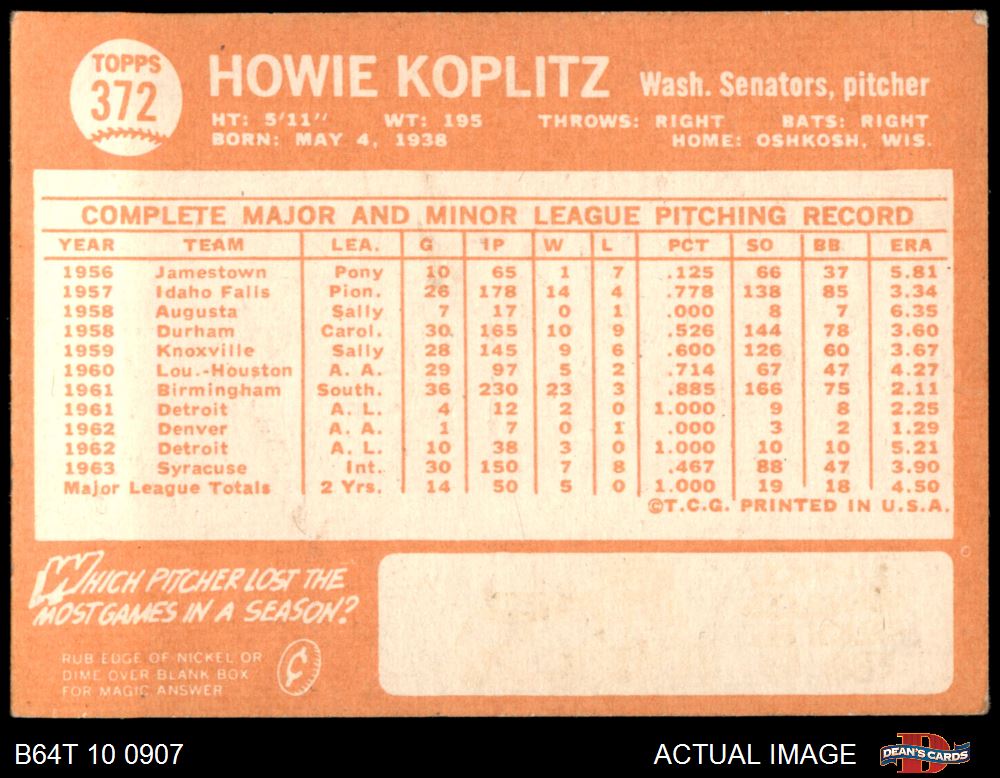 TOPPS
372
HOWIE KOPLITZ Wash. Senators, pitcher
HT: 5'11" WT: 195 THROWS: RIGHT BATS: RIGHT
BORN: MAY 4, 1938 HOME: OSHKOSH, WIS.
COMPLETE MAJOR AND MINOR LEAGUE PITCHING RECORD
YEAR TEAM LEA. G IP W L PCT SO BB ERA
1956 Jamestown Pony 10 65 1 7 .125 66 37 5.81
1957 Idaho Falls Pion. 26 178 14 4 .778 138 85 3.34
1958 Augusta Sally 7 17 0 1 .000 8 7 6.35
1958 Durham Carol. 30 165 10 9 .526 144 78 3.60
1959 Knoxville Sally 28 145 9 6 .600 126 60 3.67
1960 Lou.-Houston A. A. 29 97 5 2 .714 67 47 4.27
1961 Birmingham South. 36 230 23 3 .885 166 75 2.11
1961 Detroit A. L. 4 12 2 0 1.000 9 8 2.25
1962 Denver A. A. 1 7 0 1 .000 3 2 1.29
1962 Detroit A. L. 10 38 3 0 1.000 10 10 5.21
1963 Syracuse Int. 30 150 7 8 .467 88 47 3.90
Major League Totals 2 Yrs. 14 50 5 0 1.000 19 18 4.50
©T.C.G. PRINTED IN U.S.A.
WHICH PITCHER LOST THE
MOST GAMES IN A SEASON?
RUB EDGE OF NICKEL OR
DIME OVER BLANK BOX
FOR MAGIC ANSWER
¢
B64T 10 0907 ACTUAL IMAGE D DEAN'S CARDS